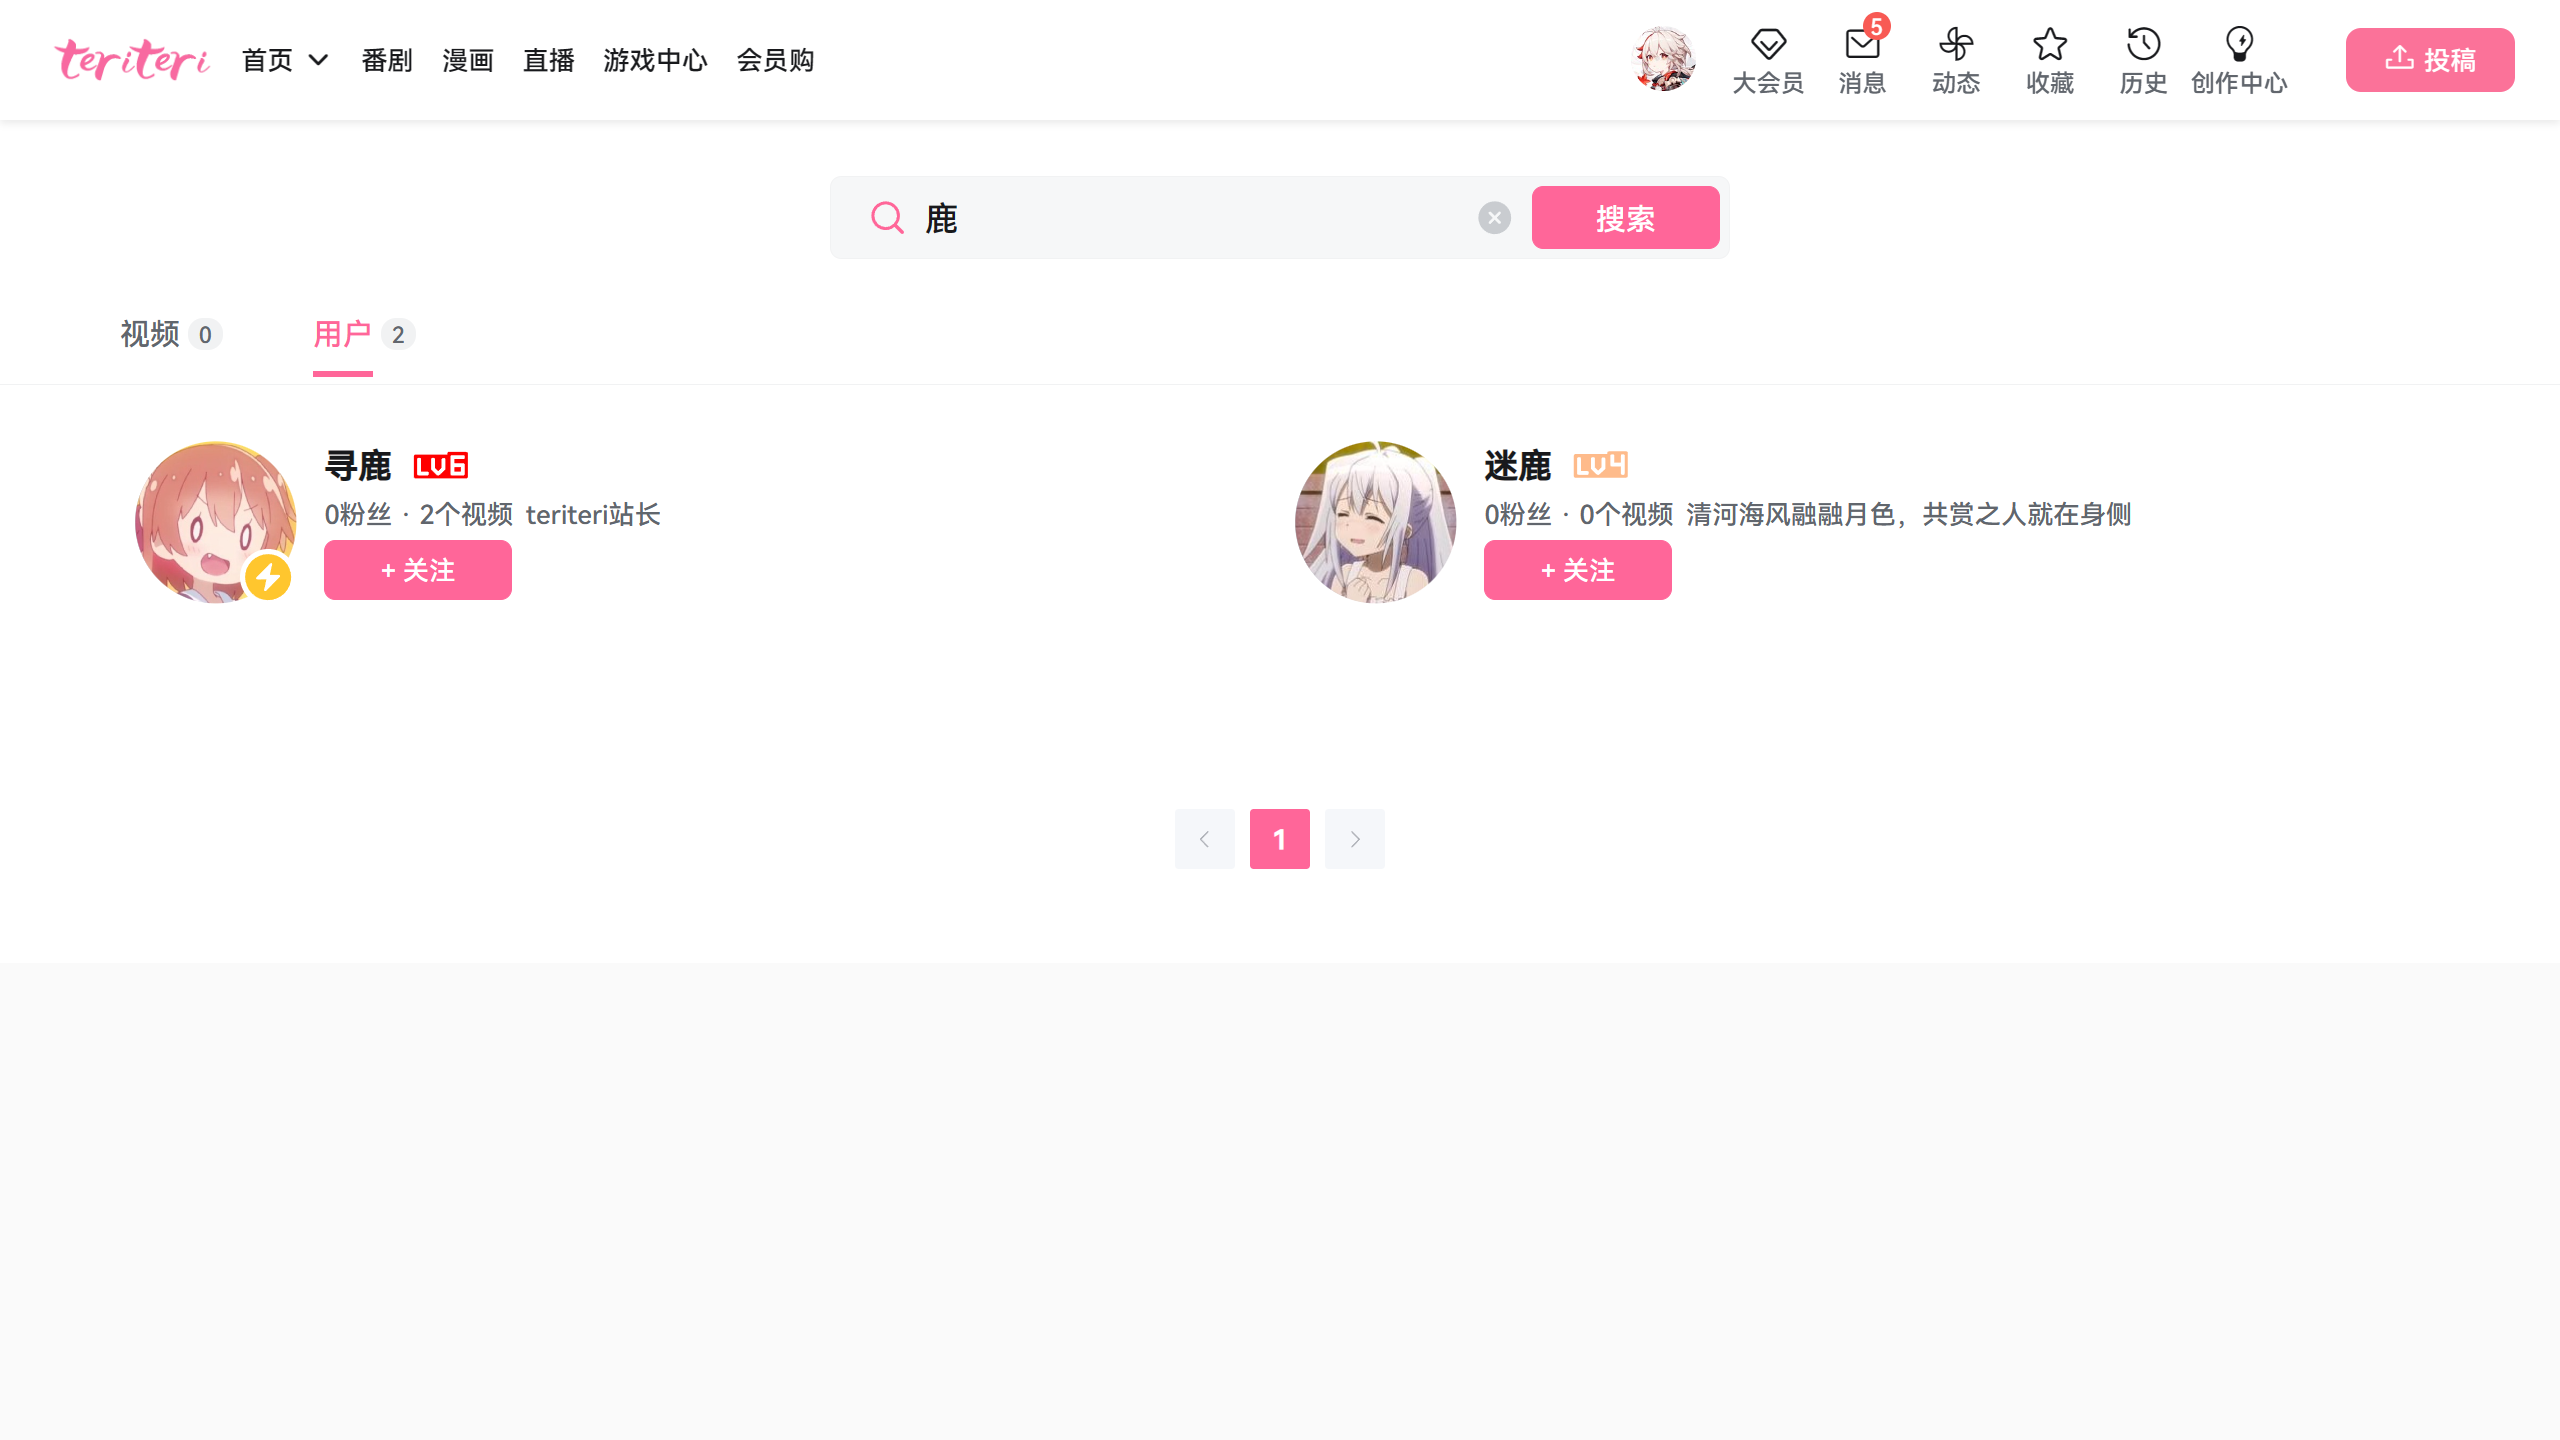 teriteri 首页 番剧 漫画 直播 游戏中心 会员购 大会员 5 消息 动态 收藏 历史 创作中心 投稿
鹿 搜索
视频 0 用户 2
寻鹿 LV6
0粉丝 · 2个视频 teriteri站长
+ 关注
迷鹿 LV4
0粉丝 · 0个视频 清河海风融融月色，共赏之人就在身侧
+ 关注
1